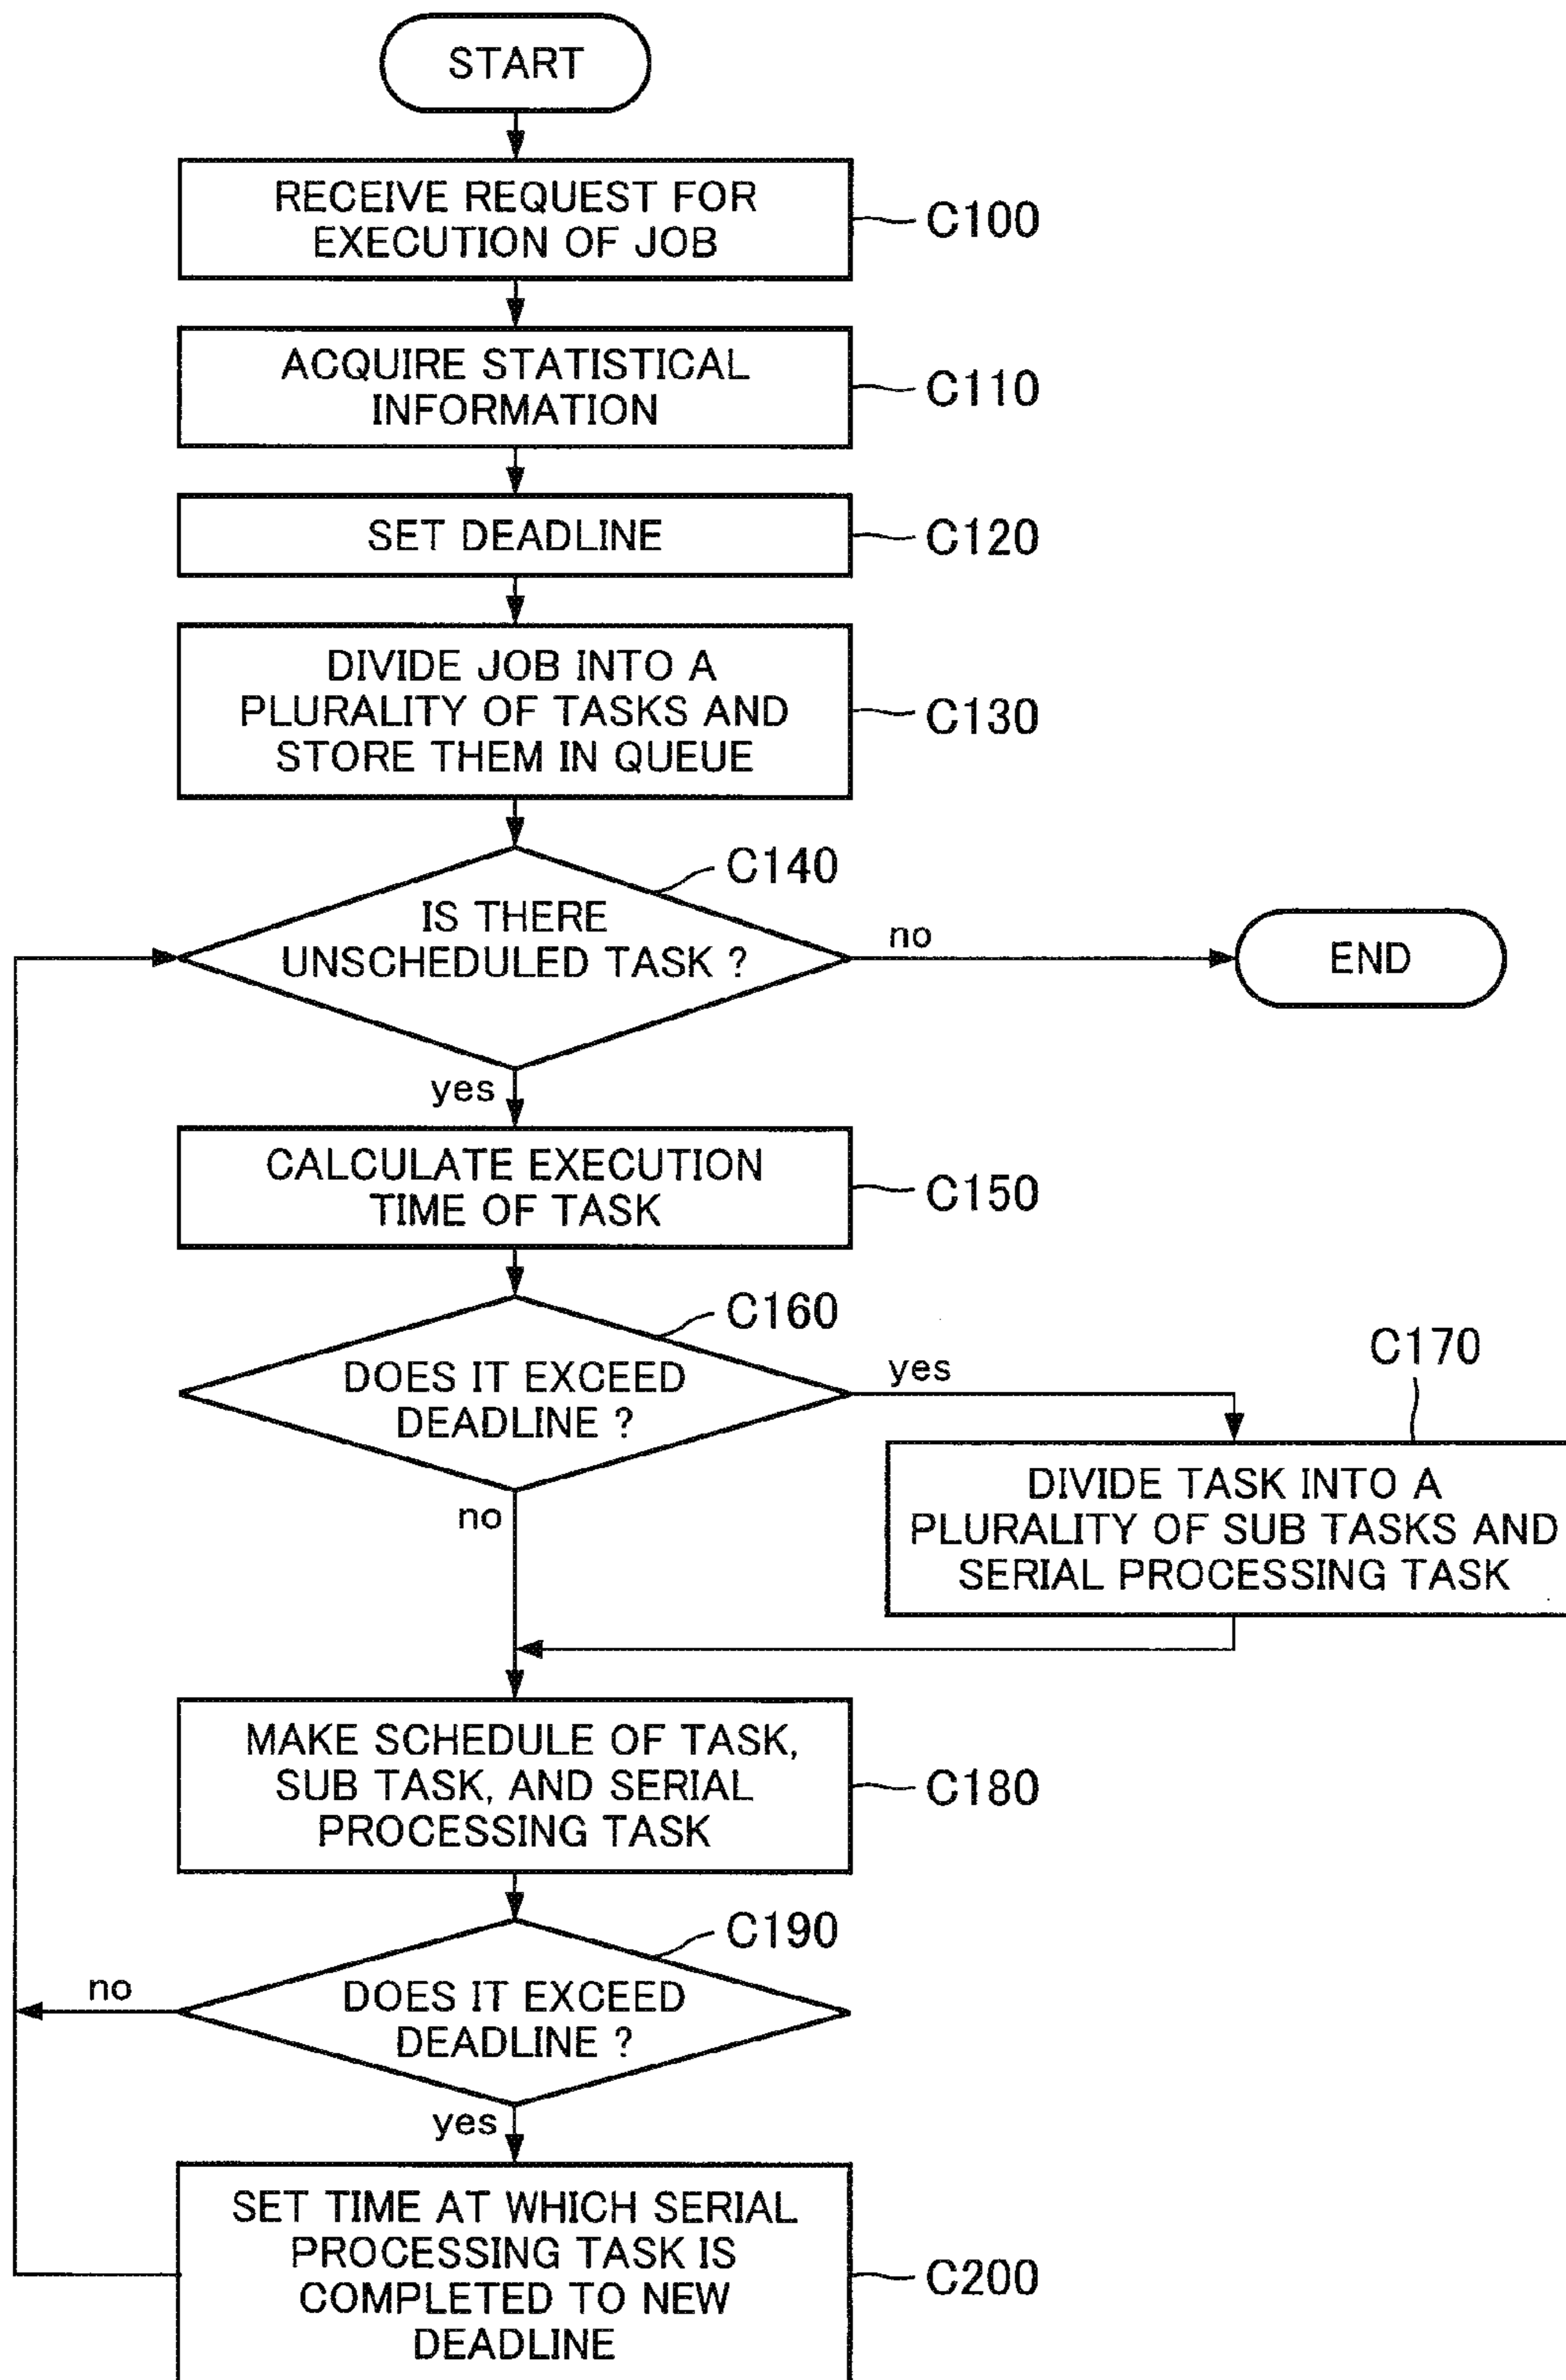 START
RECEIVE REQUEST FOR
EXECUTION OF JOB
C100
ACQUIRE STATISTICAL
INFORMATION
C110
SET DEADLINE
C120
DIVIDE JOB INTO A
PLURALITY OF TASKS AND
STORE THEM IN QUEUE
C130
C140
IS THERE
UNSCHEDULED TASK ?
no
END
yes
CALCULATE EXECUTION
TIME OF TASK
C150
C160
DOES IT EXCEED
DEADLINE ?
yes
no
C170
DIVIDE TASK INTO A
PLURALITY OF SUB TASKS AND
SERIAL PROCESSING TASK
MAKE SCHEDULE OF TASK,
SUB TASK, AND SERIAL
PROCESSING TASK
C180
C190
DOES IT EXCEED
DEADLINE ?
no
yes
SET TIME AT WHICH SERIAL
PROCESSING TASK IS
COMPLETED TO NEW
DEADLINE
C200